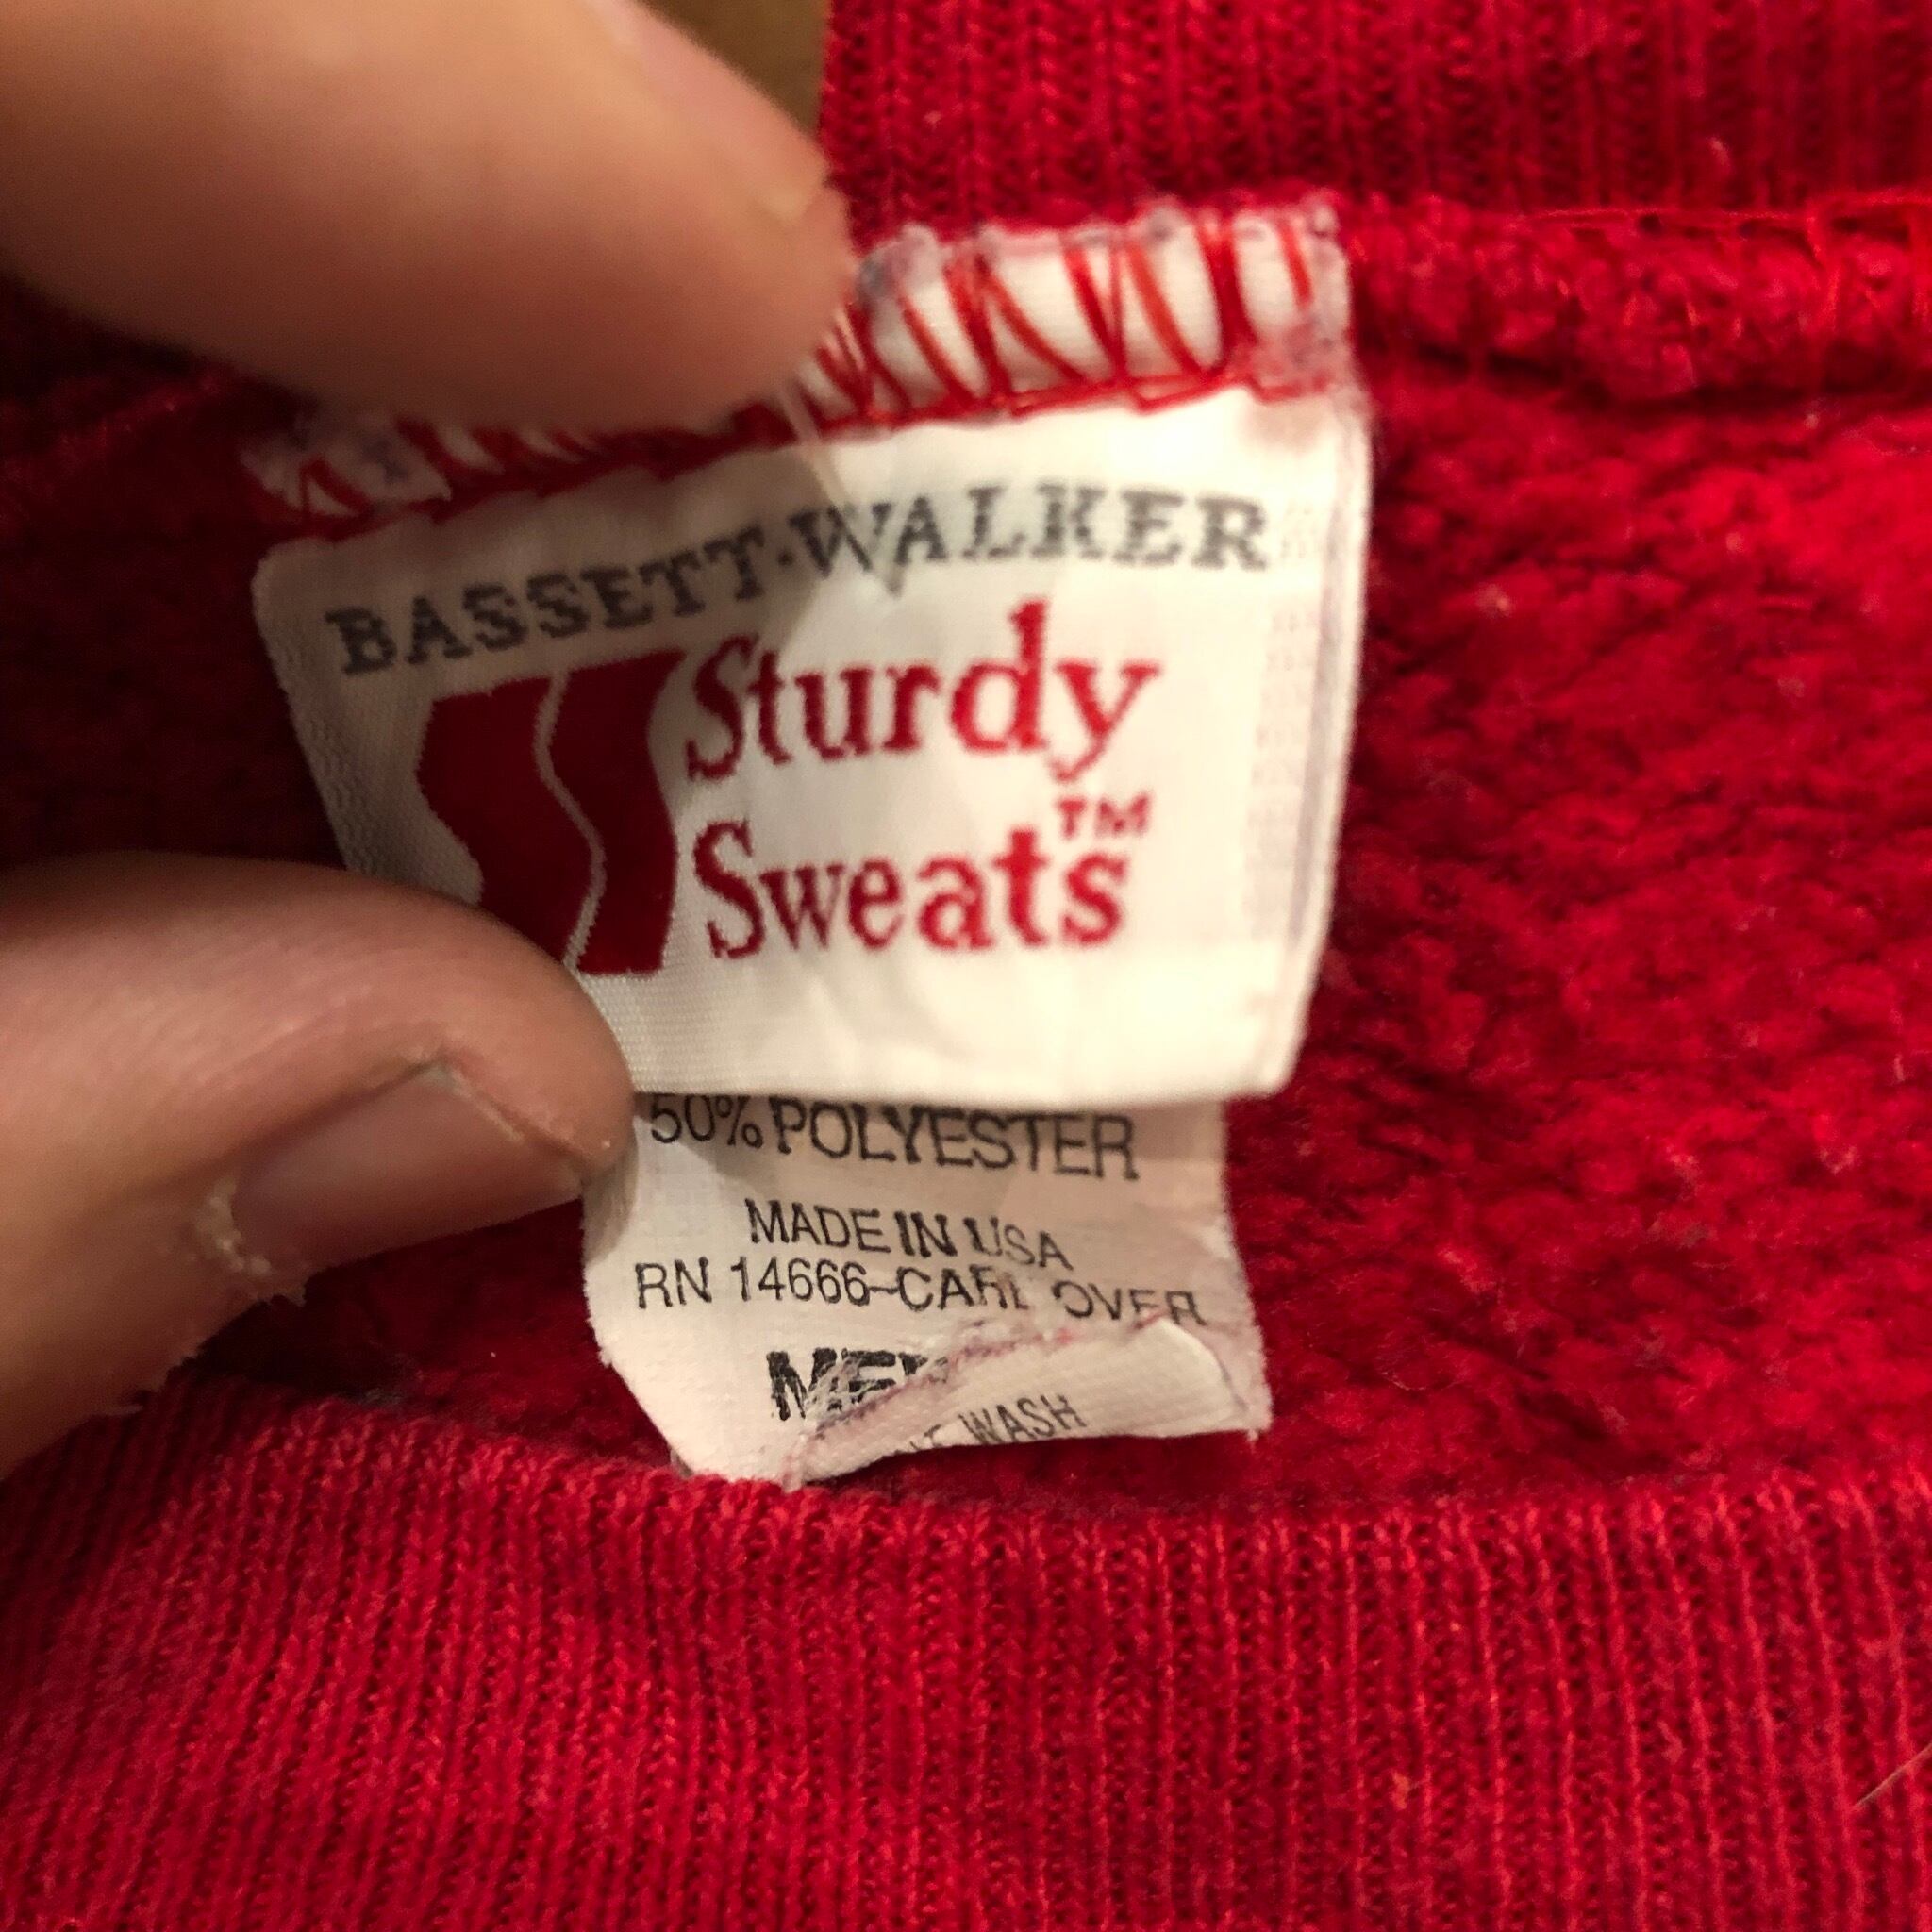 BASSETT·WALKER
Sturdy
Sweats™
50% POLYESTER
MADE IN USA
RN 14666–CARE OVER
WASH